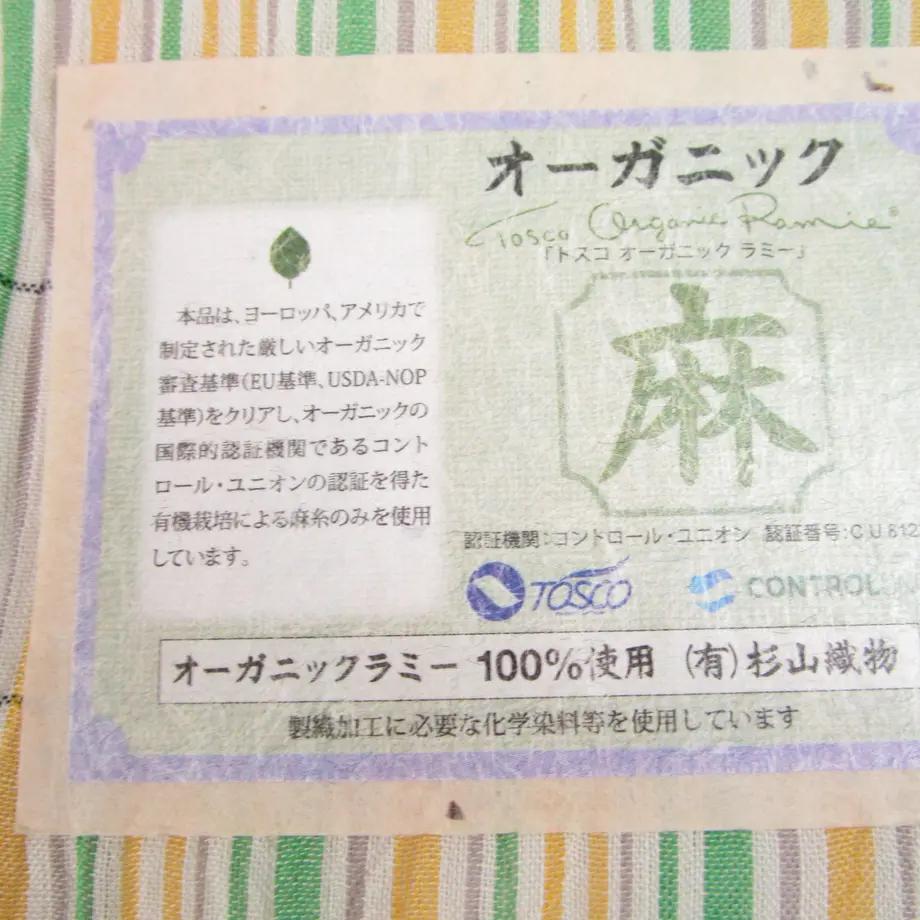 オーガニック
Tosco Organic Ramie®
「トスコ オーガニック ラミー」
麻
本品は、ヨーロッパ、アメリカで
制定された厳しいオーガニック
審査基準(EU基準、USDA-NOP
基準)をクリアし、オーガニックの
国際的認証機関であるコント
ロール・ユニオンの認証を得た
有機栽培による麻糸のみを使用
しています。
認証機関:コントロール・ユニオン 認証番号:CU812
TOSCO
CONTROL
オーガニックラミー 100%使用 (有)杉山織物
製織加工に必要な化学染料等を使用しています